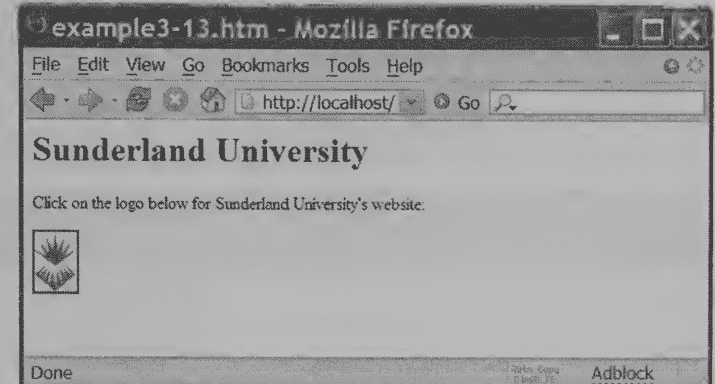 example3-13.htm - Mozilla Firefox
File Edit View Go Bookmarks Tools Help
http://localhost/ Go
Sunderland University
Click on the logo below for Sunderland University's website.
Done Adblock